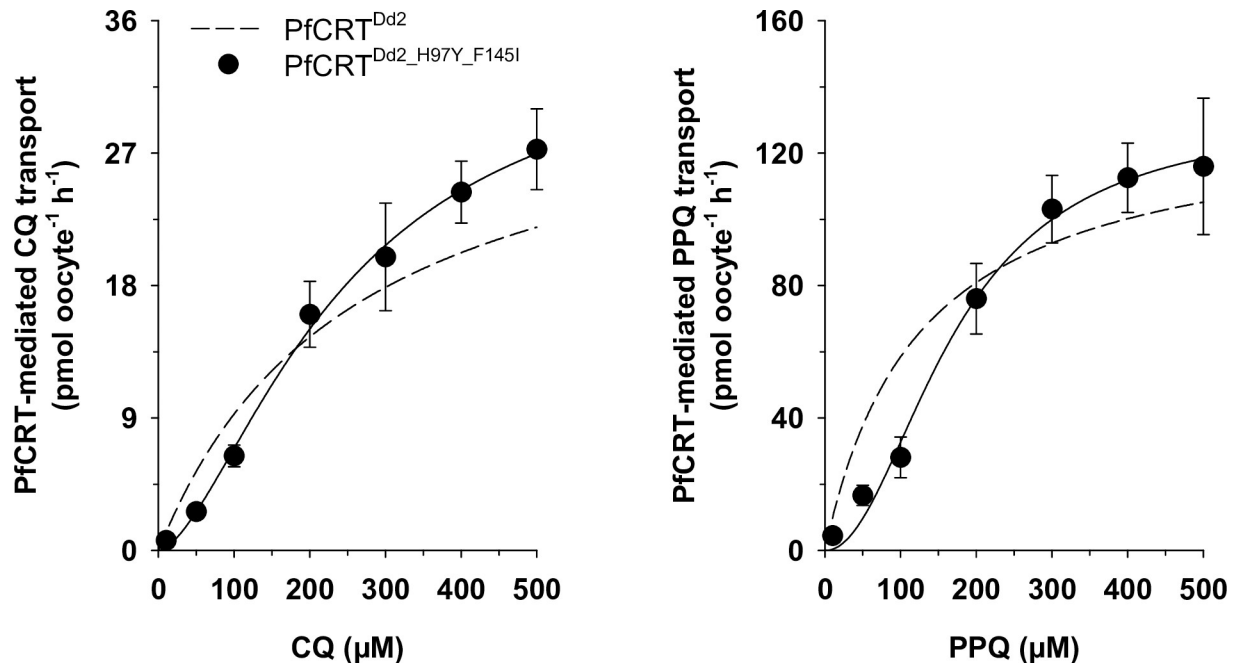 PfCRT^Dd2
PfCRT^Dd2_H97Y_F145I
PfCRT-mediated CQ transport
(pmol oocyte⁻¹ h⁻¹)
36
27
18
9
0
0 100 200 300 400 500
CQ (µM)
PfCRT-mediated PPQ transport
(pmol oocyte⁻¹ h⁻¹)
160
120
80
40
0
0 100 200 300 400 500
PPQ (µM)